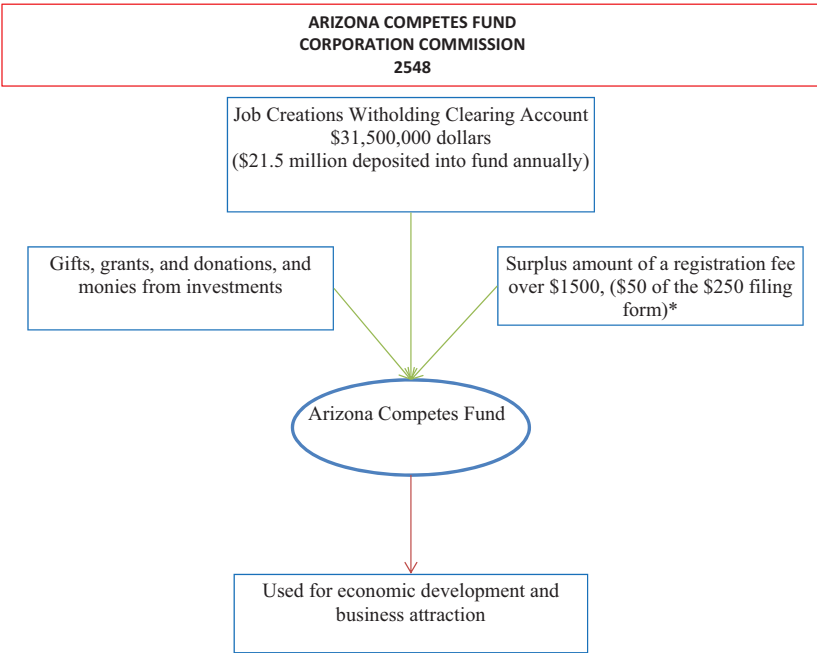 ARIZONA COMPETES FUND
CORPORATION COMMISSION
2548
Job Creations Witholding Clearing Account
$31,500,000 dollars
($21.5 million deposited into fund annually)
Gifts, grants, and donations, and
monies from investments
Surplus amount of a registration fee
over $1500, ($50 of the $250 filing
form)*
Arizona Competes Fund
Used for economic development and
business attraction